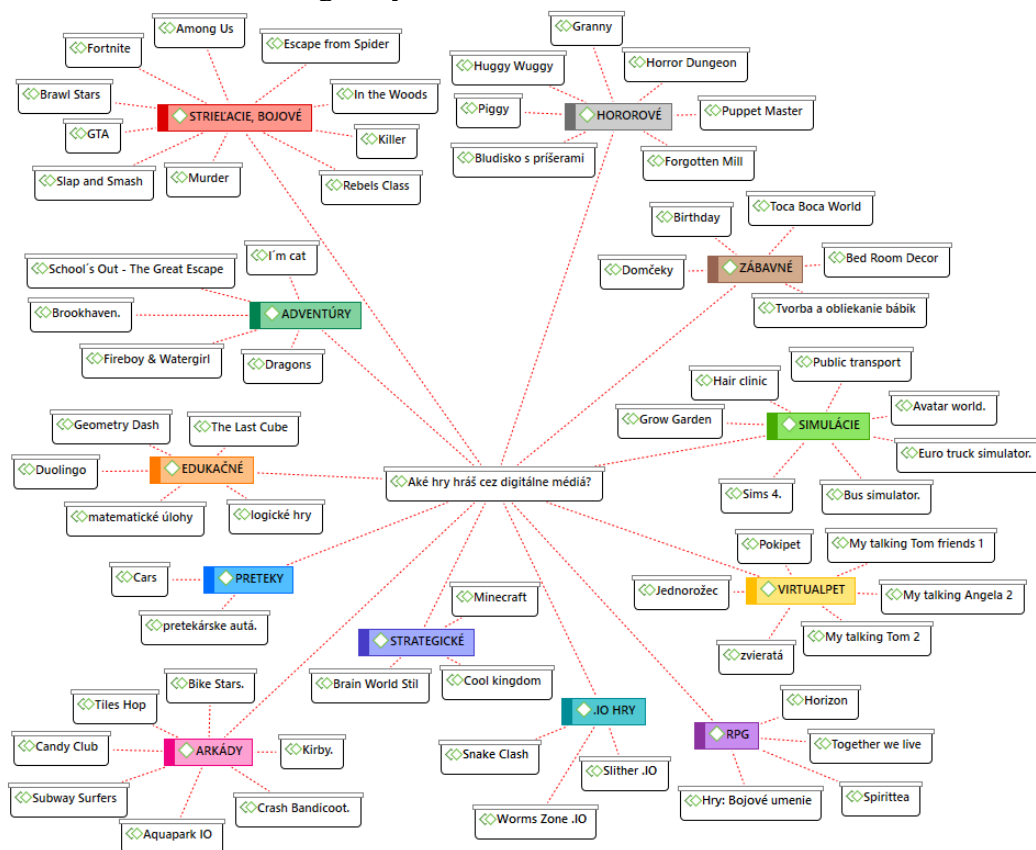 Among Us
Fortnite
Escape from Spider
Brawl Stars
In the Woods
STRIEĽACIE, BOJOVÉ
GTA
Killer
Slap and Smash
Murder
Rebels Class
Granny
Huggy Wuggy
Horror Dungeon
Piggy
HOROROVÉ
Puppet Master
Bludisko s príšerami
Forgotten Mill
Birthday
Toca Boca World
Domčeky
ZÁBAVNÉ
Bed Room Decor
Tvorba a obliekanie bábik
I´m cat
School´s Out - The Great Escape
Brookhaven.
ADVENTÚRY
Fireboy & Watergirl
Dragons
Public transport
Hair clinic
Avatar world.
Grow Garden
SIMULÁCIE
Euro truck simulator.
Sims 4.
Bus simulator.
Geometry Dash
The Last Cube
Duolingo
EDUKAČNÉ
matematické úlohy
logické hry
Aké hry hráš cez digitálne médiá?
Cars
PRETEKY
pretekárske autá.
Pokipet
My talking Tom friends 1
Jednorožec
VIRTUALPET
My talking Angela 2
zvieratá
My talking Tom 2
Minecraft
STRATEGICKÉ
Brain World Stil
Cool kingdom
Bike Stars.
Tiles Hop
Candy Club
ARKÁDY
Kirby.
Subway Surfers
Crash Bandicoot.
Aquapark IO
.IO HRY
Snake Clash
Slither .IO
Worms Zone .IO
Horizon
RPG
Together we live
Hry: Bojové umenie
Spirittea